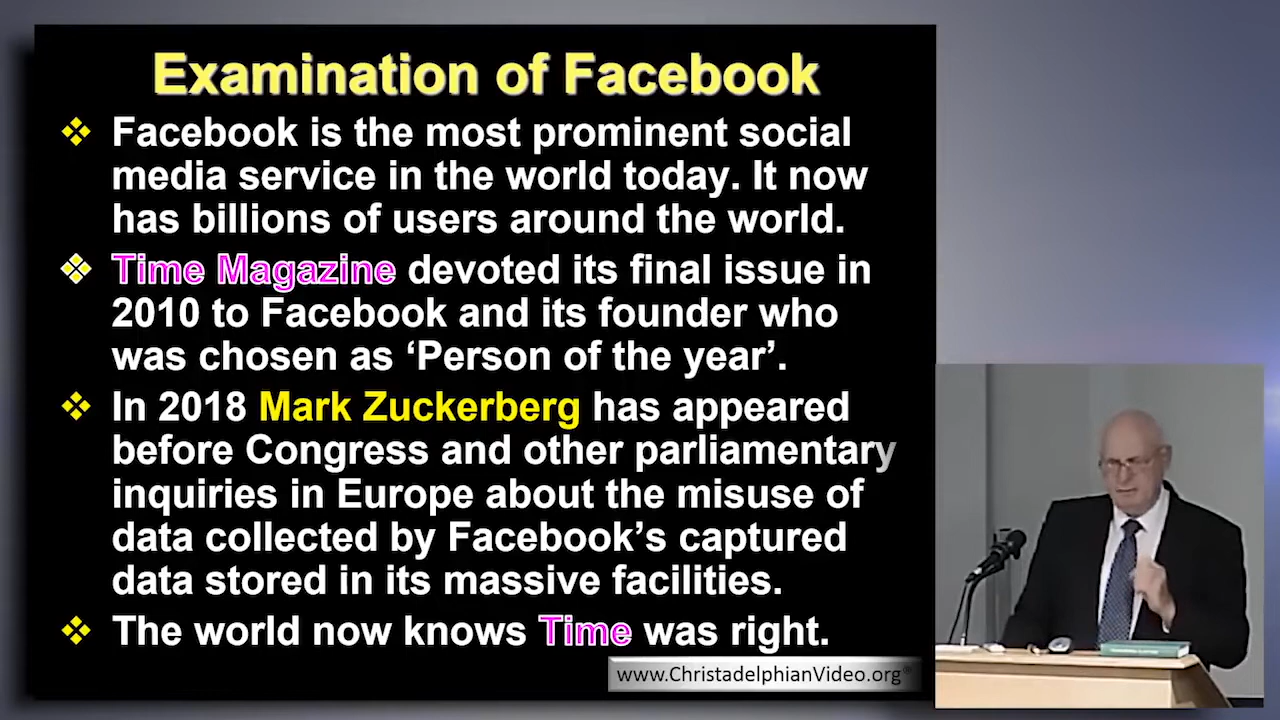 Examination of Facebook
Facebook is the most prominent social
media service in the world today. It now
has billions of users around the world.
Time Magazine devoted its final issue in
2010 to Facebook and its founder who
was chosen as ‘Person of the year’.
In 2018 Mark Zuckerberg has appeared
before Congress and other parliamentary
inquiries in Europe about the misuse of
data collected by Facebook’s captured
data stored in its massive facilities.
The world now knows Time was right.
www.ChristadelphianVideo.org®